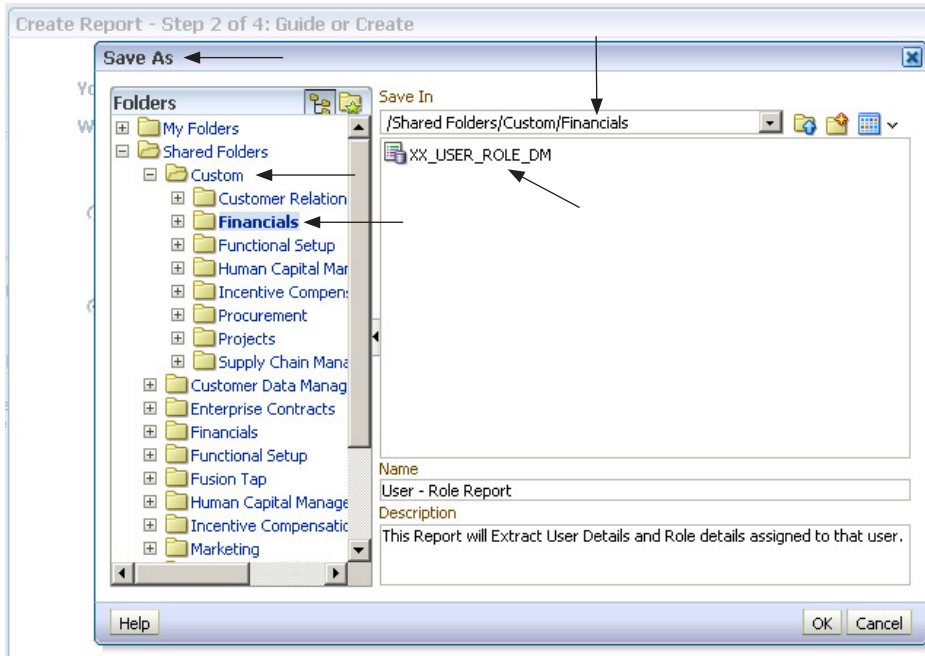 Create Report - Step 2 of 4: Guide or Create
Save As
Yo
W
Folders
My Folders
Shared Folders
Custom
Customer Relation
Financials
Functional Setup
Human Capital Mar
Incentive Compens
Procurement
Projects
Supply Chain Mana
Customer Data Manag
Enterprise Contracts
Financials
Functional Setup
Fusion Tap
Human Capital Manage
Incentive Compensatic
Marketing
Save In
/Shared Folders/Custom/Financials
XX_USER_ROLE_DM
Name
User - Role Report
Description
This Report will Extract User Details and Role details assigned to that user.
Help
OK
Cancel